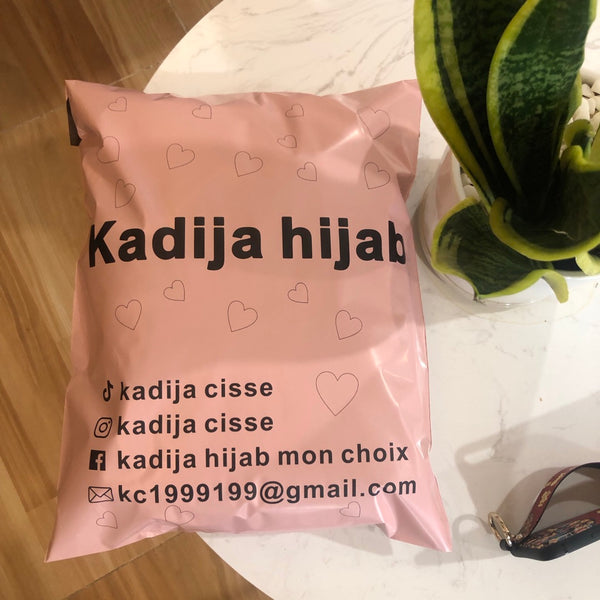 Kadija hijab
kadija cisse
kadija cisse
kadija hijab mon choix
kc1999199@gmail.com